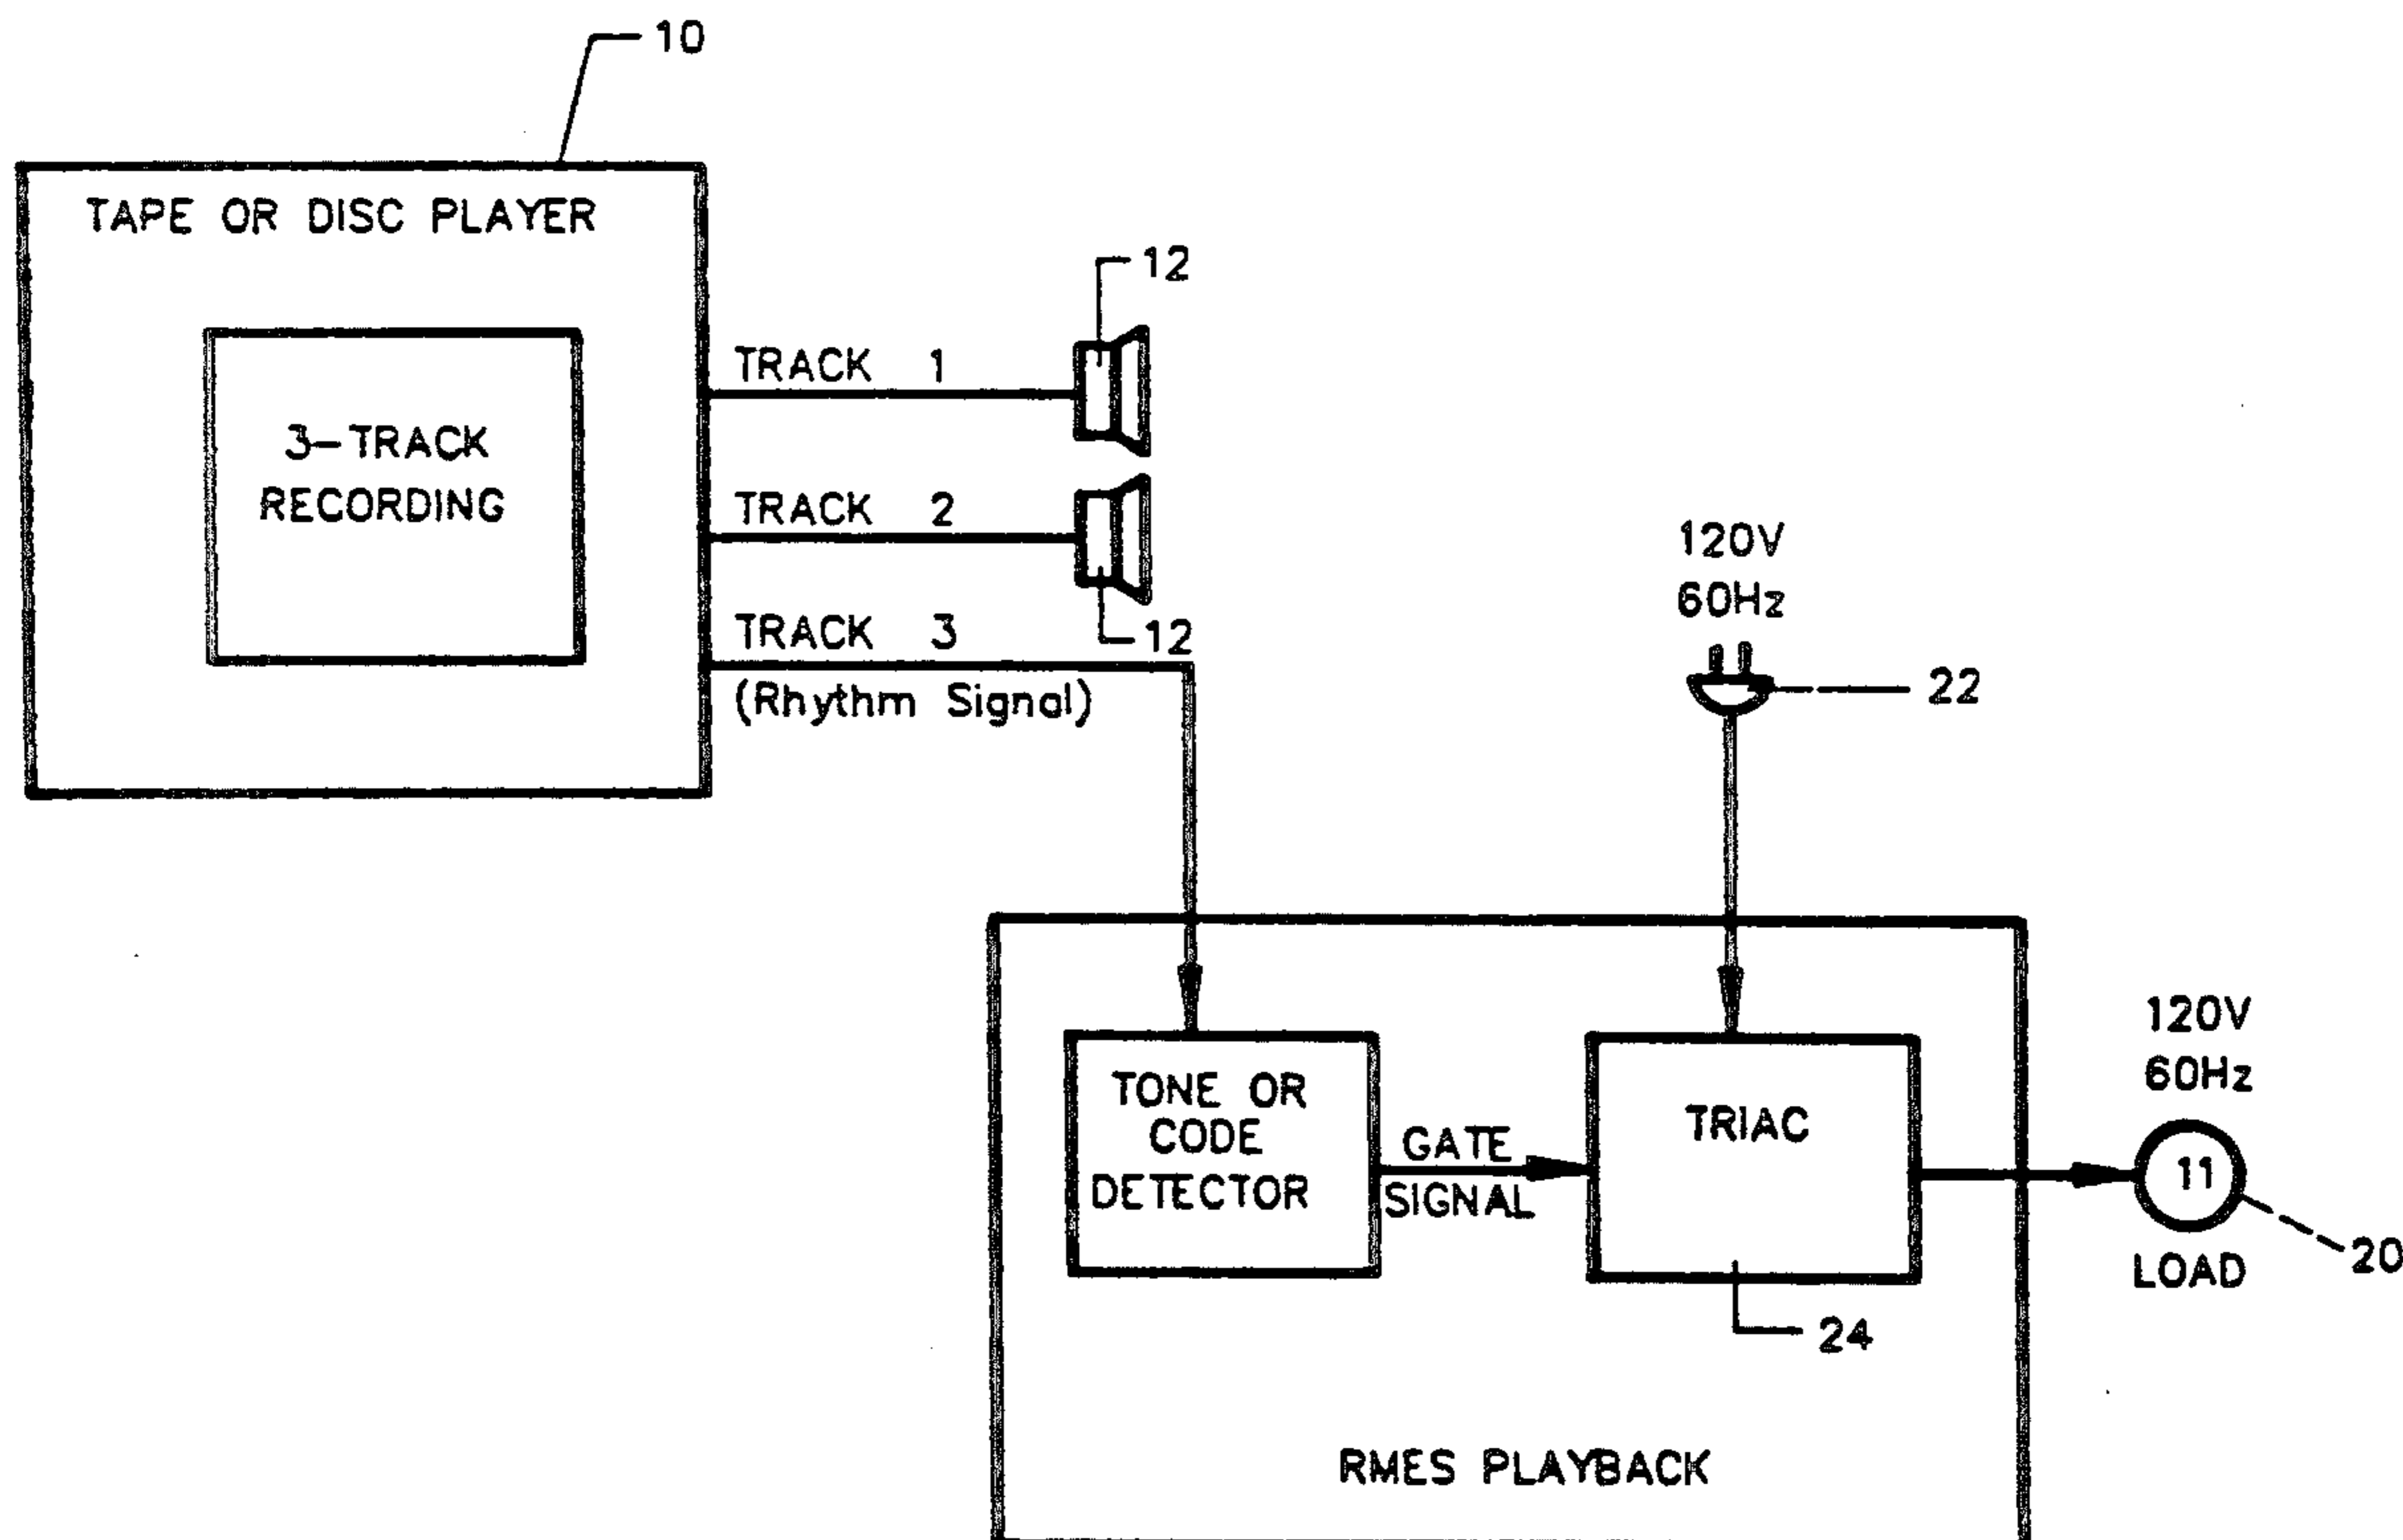 10
TAPE OR DISC PLAYER
3-TRACK
RECORDING
12
TRACK 1
TRACK 2
12
TRACK 3
(Rhythm Signal)
120V
60Hz
22
TONE OR
CODE
DETECTOR
GATE
SIGNAL
TRIAC
24
120V
60Hz
11
LOAD
20
RMES PLAYBACK